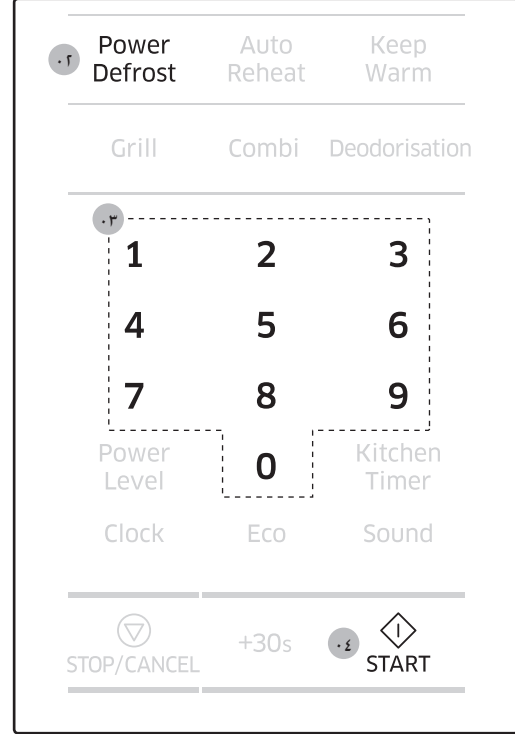 Power Auto Keep
٠٢ Defrost Reheat Warm
Grill Combi Deodorisation
٠٣
1 2 3
4 5 6
7 8 9
Power 0 Kitchen
Level Timer
Clock Eco Sound
+30s ٠٤
STOP/CANCEL START